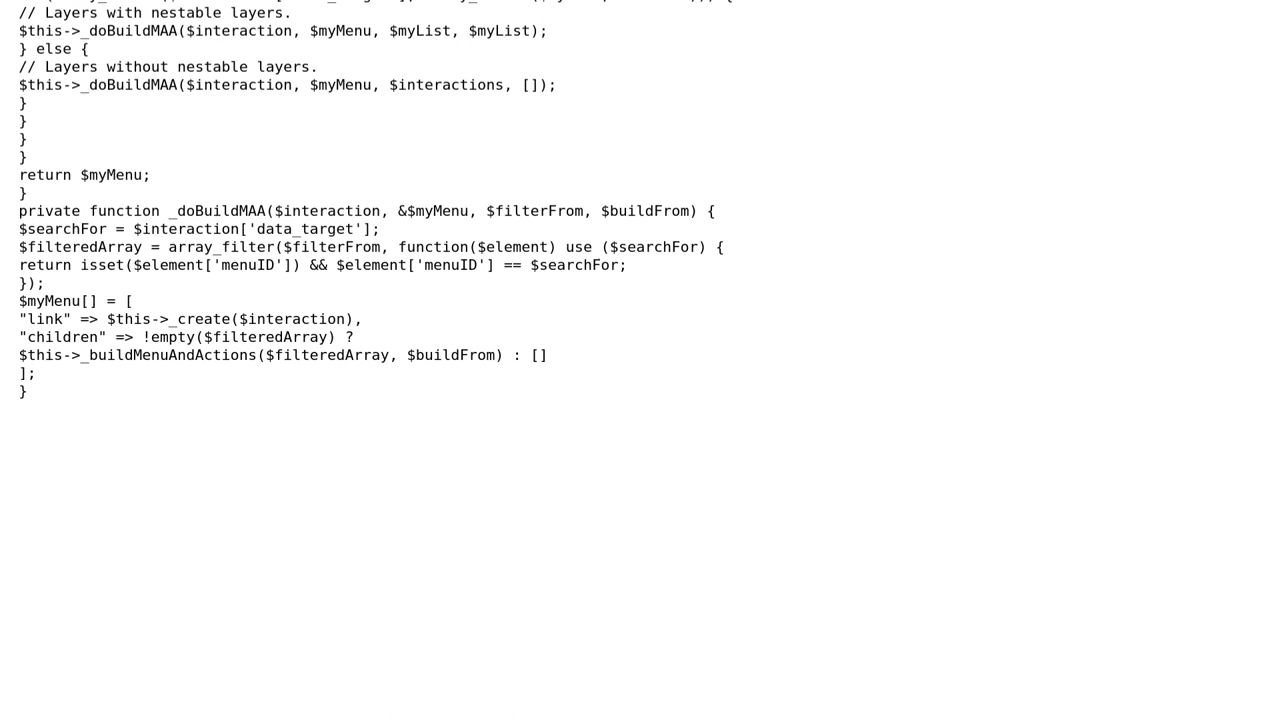 // Layers with nestable layers.
$this->_doBuildMAA($interaction, $myMenu, $myList, $myList);
} else {
// Layers without nestable layers.
$this->_doBuildMAA($interaction, $myMenu, $interactions, []);
}
}
}
}
return $myMenu;
}
private function _doBuildMAA($interaction, &$myMenu, $filterFrom, $buildFrom) {
$searchFor = $interaction['data_target'];
$filteredArray = array_filter($filterFrom, function($element) use ($searchFor) {
return isset($element['menuID']) && $element['menuID'] == $searchFor;
});
$myMenu[] = [
"link" => $this->_create($interaction),
"children" => !empty($filteredArray) ?
$this->_buildMenuAndActions($filteredArray, $buildFrom) : []
];
}